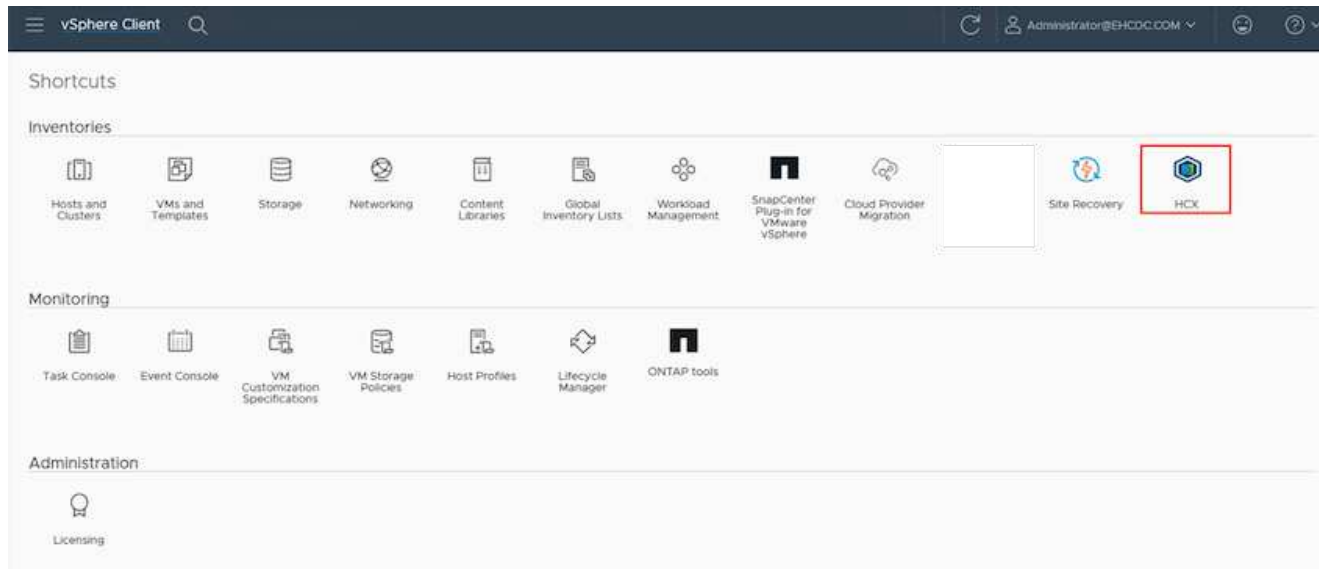 vSphere Client
Administrator@EHCDC.COM
Shortcuts
Inventories
Hosts and Clusters
VMs and Templates
Storage
Networking
Content Libraries
Global Inventory Lists
Workload Management
SnapCenter Plug-in for VMware vSphere
Cloud Provider Migration
Site Recovery
HCX
Monitoring
Task Console
Event Console
VM Customization Specifications
VM Storage Policies
Host Profiles
Lifecycle Manager
ONTAP tools
Administration
Licensing